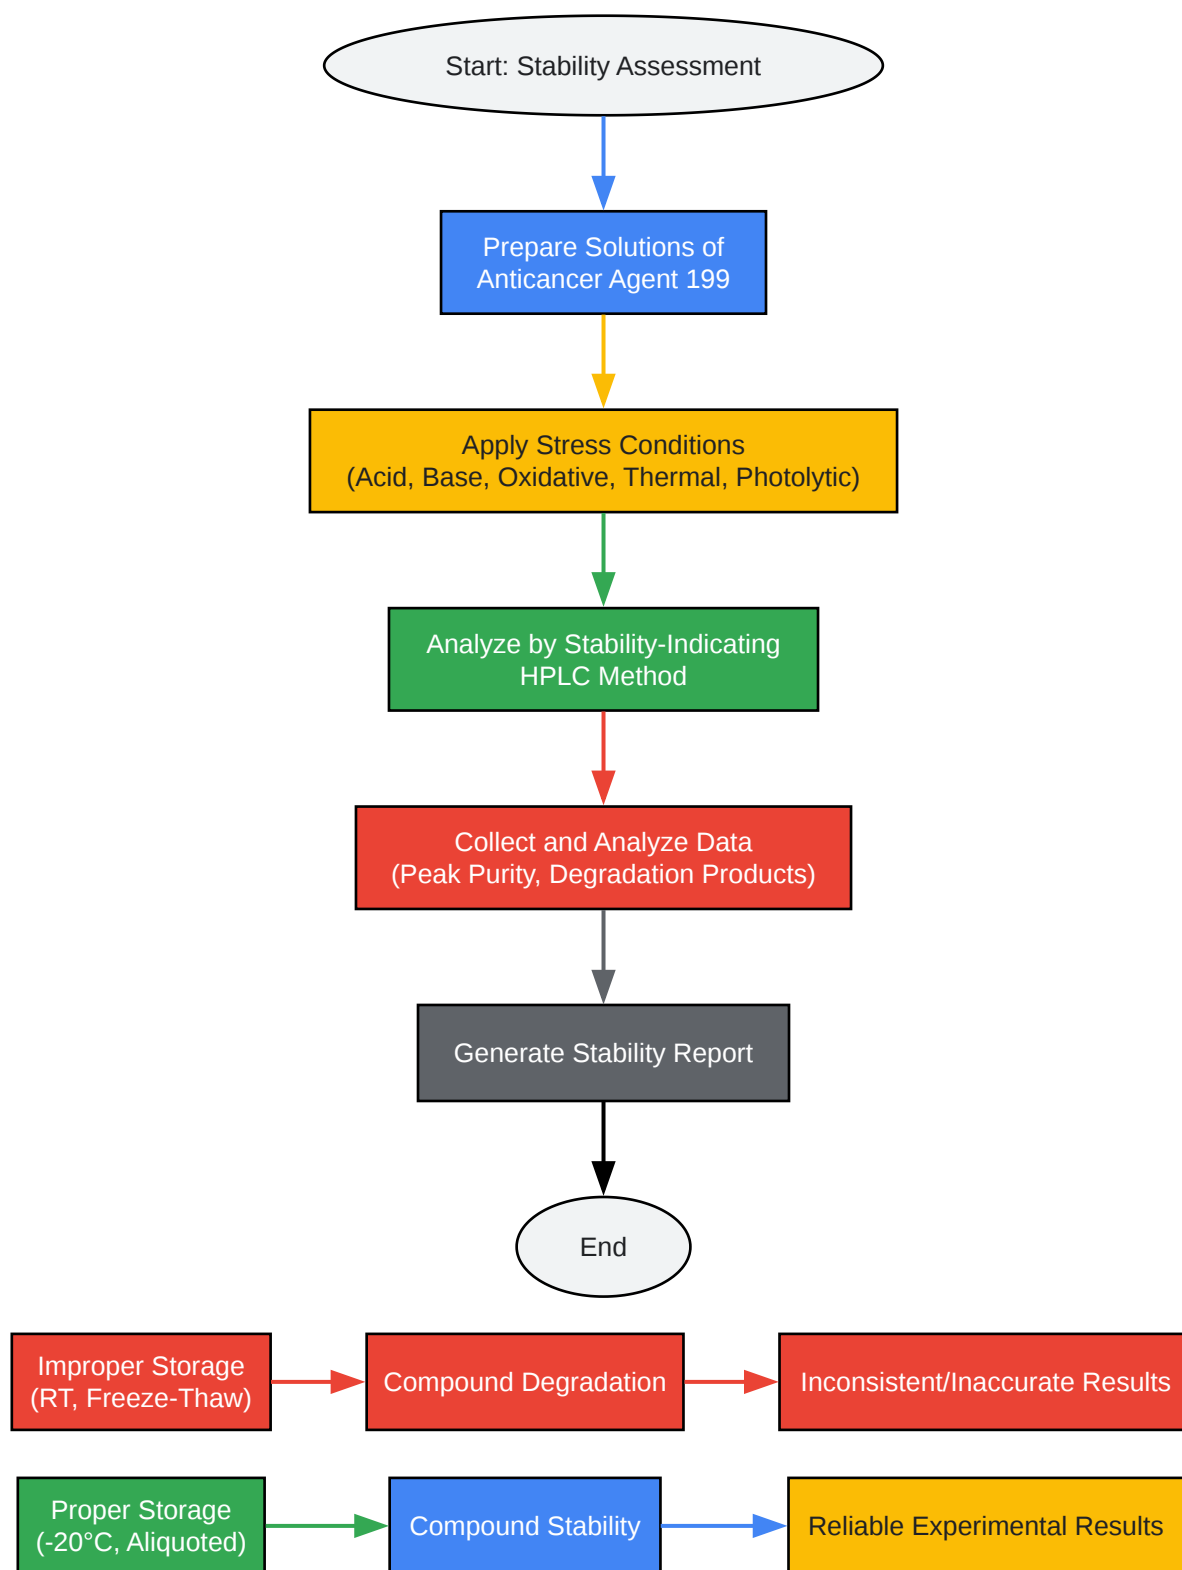 Start: Stability Assessment
Prepare Solutions of
Anticancer Agent 199
Apply Stress Conditions
(Acid, Base, Oxidative, Thermal, Photolytic)
Analyze by Stability-Indicating
HPLC Method
Collect and Analyze Data
(Peak Purity, Degradation Products)
Generate Stability Report
End
Improper Storage
(RT, Freeze-Thaw)
Compound Degradation
Inconsistent/Inaccurate Results
Proper Storage
(-20°C, Aliquoted)
Compound Stability
Reliable Experimental Results